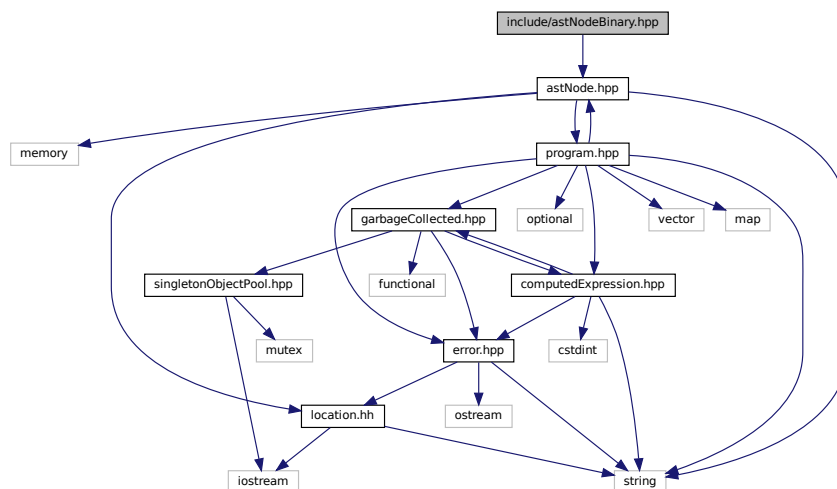 include/astNodeBinary.hpp
astNode.hpp
memory
program.hpp
garbageCollected.hpp
optional
vector
map
singletonObjectPool.hpp
functional
computedExpression.hpp
mutex
error.hpp
cstdint
location.hh
ostream
iostream
string